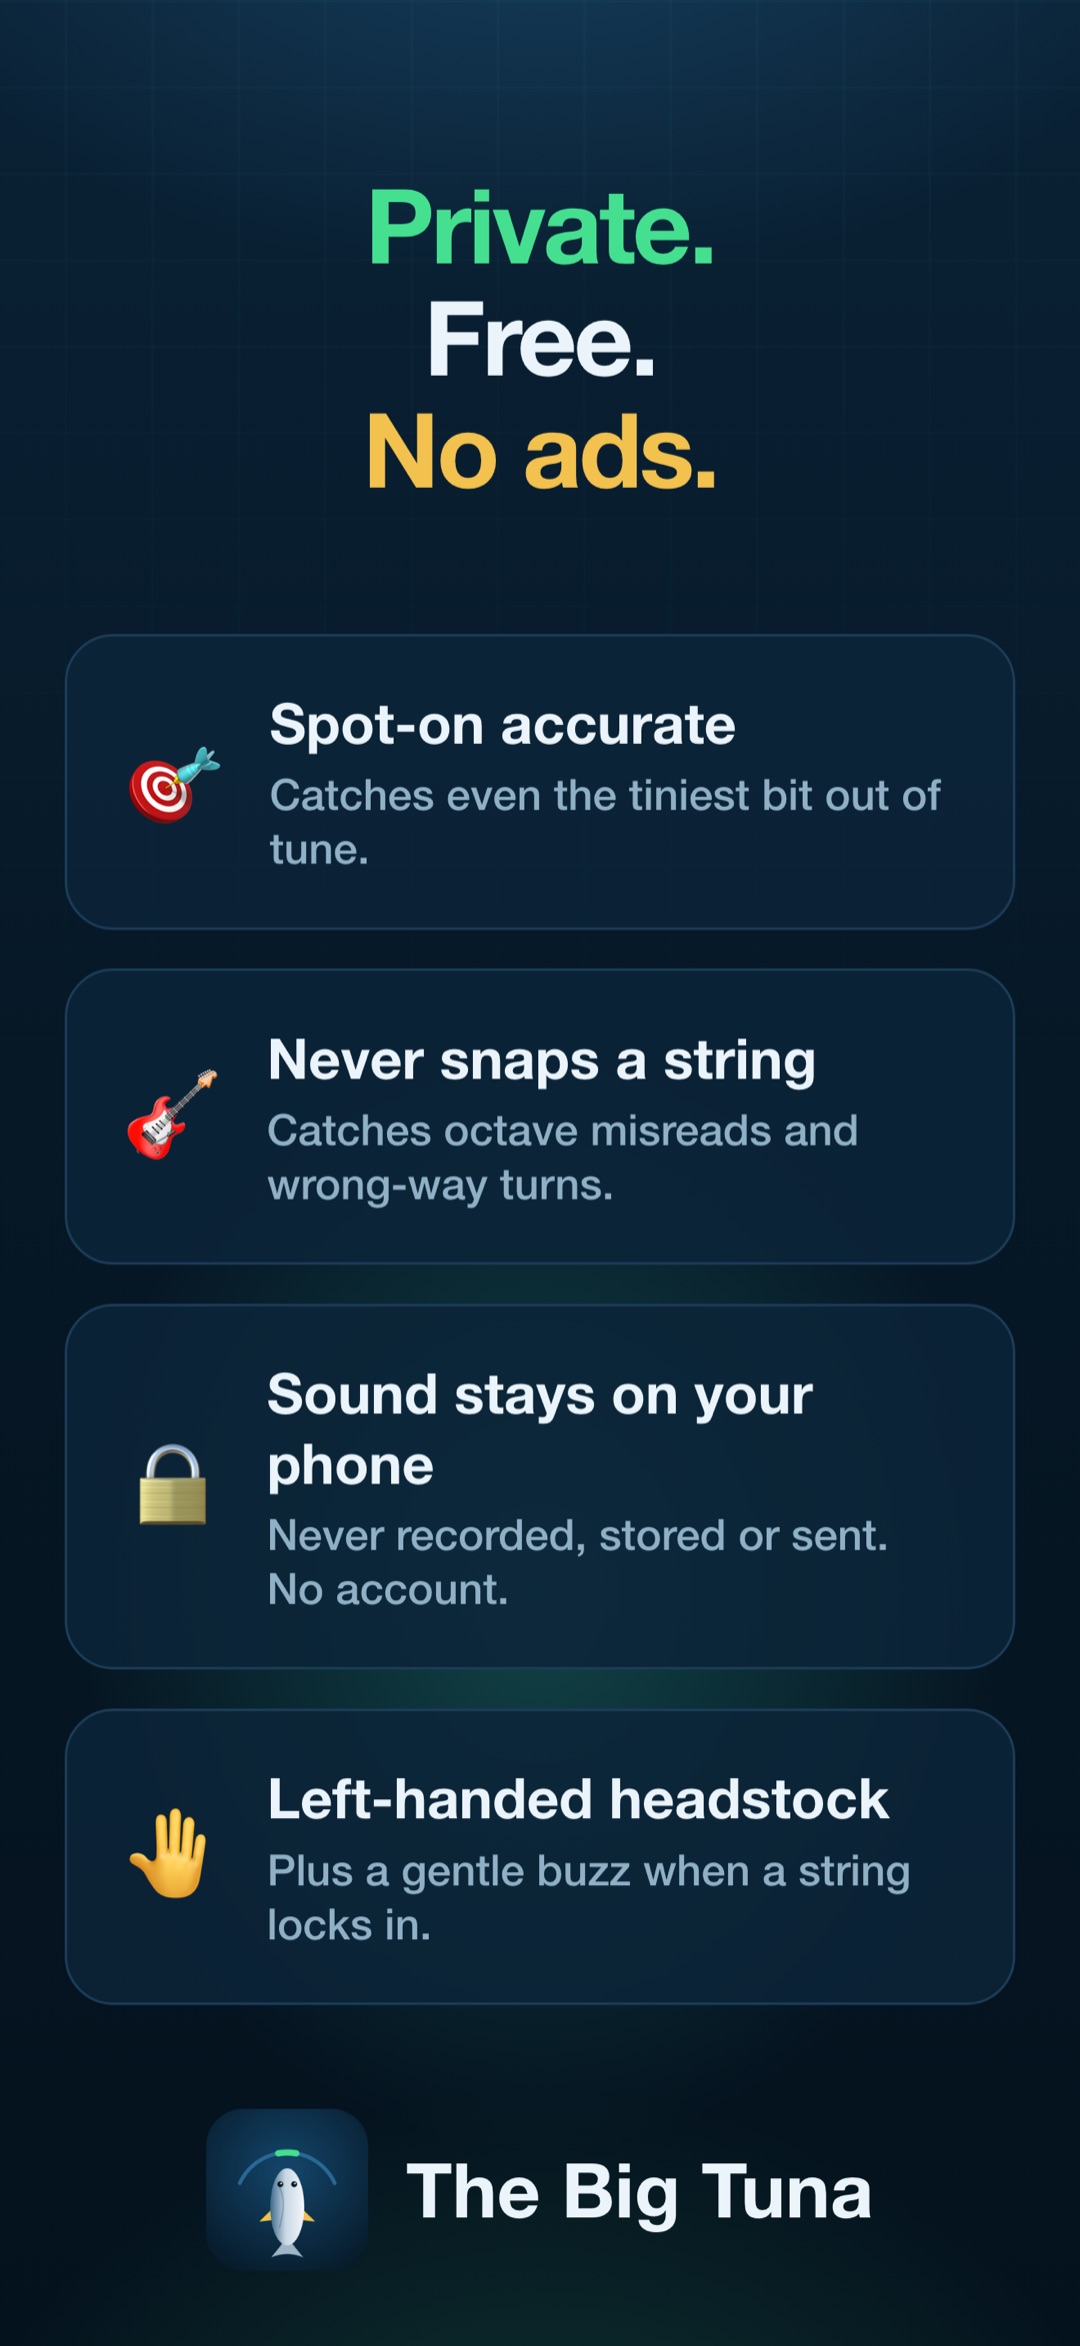 Private.
Free.
No ads.
Spot-on accurate
Catches even the tiniest bit out of
tune.
Never snaps a string
Catches octave misreads and
wrong-way turns.
Sound stays on your
phone
Never recorded, stored or sent.
No account.
Left-handed headstock
Plus a gentle buzz when a string
locks in.
The Big Tuna